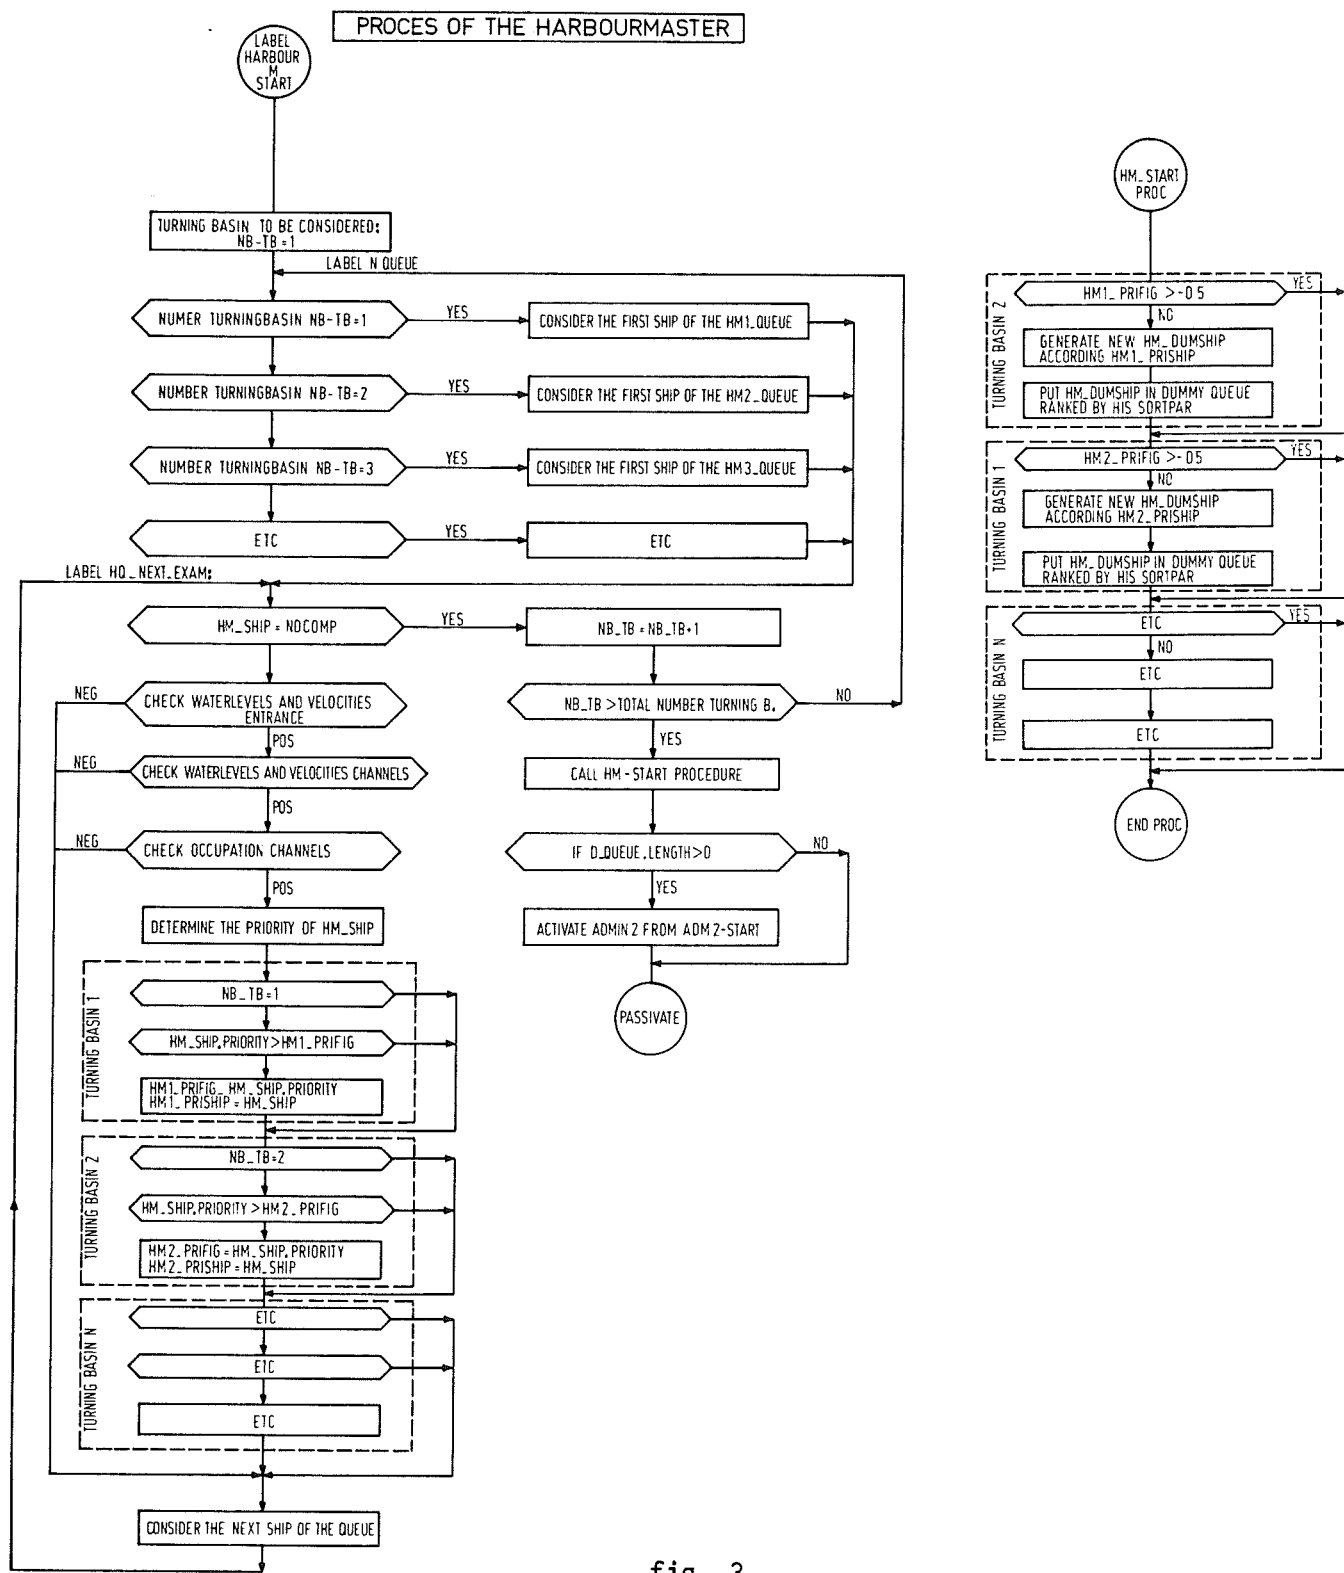 PROCES OF THE HARBOURMASTER
LABEL
HARBOUR
M
START
TURNING BASIN TO BE CONSIDERED:
NB-TB=1
LABEL N QUEUE
NUMER TURNINGBASIN NB-TB=1
YES
CONSIDER THE FIRST SHIP OF THE HM1_QUEUE
NUMBER TURNINGBASIN NB-TB=2
YES
CONSIDER THE FIRST SHIP OF THE HM2_QUEUE
NUMBER TURNINGBASIN NB-TB=3
YES
CONSIDER THE FIRST SHIP OF THE HM3_QUEUE
ETC
YES
ETC
LABEL HQ_NEXT_EXAM:
HM_SHIP = NOCOMP
YES
NB_TB=NB_TB+1
NEG
CHECK WATERLEVELS AND VELOCITIES
ENTRANCE
POS
NB_TB>TOTAL NUMBER TURNING B.
NO
YES
NEG
CHECK WATERLEVELS AND VELOCITIES CHANNELS
POS
CALL HM-START PROCEDURE
NEG
CHECK OCCUPATION CHANNELS
POS
IF D_QUEUE.LENGTH>0
NO
YES
DETERMINE THE PRIORITY OF HM_SHIP
ACTIVATE ADMIN 2 FROM ADM 2-START
PASSIVATE
TURNING BASIN 1
NB_TB=1
HM_SHIP.PRIORITY>HM1_PRIFIG
HM1_PRIFIG_ HM_SHIP.PRIORITY
HM1_PRISHIP=HM_SHIP
TURNING BASIN 2
NB_TB=2
HM_SHIP.PRIORITY>HM2_PRIFIG
HM2_PRIFIG=HM_SHIP.PRIORITY
HM2_PRISHIP=HM_SHIP
TURNING BASIN N
ETC
ETC
ETC
CONSIDER THE NEXT SHIP OF THE QUEUE
HM_START
PROC
TURNING BASIN 2
HM1_PRIFIG >-05
YES
NO
GENERATE NEW HM_DUMSHIP
ACCORDING HM1_PRISHIP
PUT HM_DUMSHIP IN DUMMY QUEUE
RANKED BY HIS SORTPAR
TURNING BASIN 1
HM2_PRIFIG >-05
YES
NO
GENERATE NEW HM_DUMSHIP
ACCORDING HM2_PRISHIP
PUT HM_DUMSHIP IN DUMMY QUEUE
RANKED BY HIS SORTPAR
TURNING BASIN N
ETC
YES
NO
ETC
ETC
END PROC
fig. 3